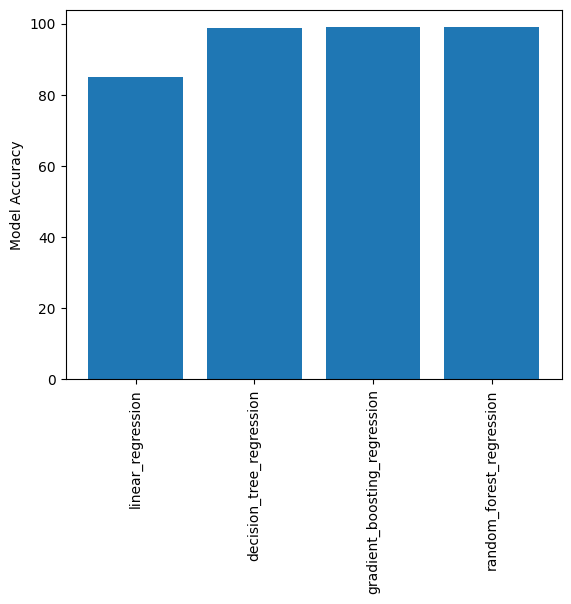 Model Accuracy
100
80
60
40
20
0
linear_regression
decision_tree_regression
gradient_boosting_regression
random_forest_regression